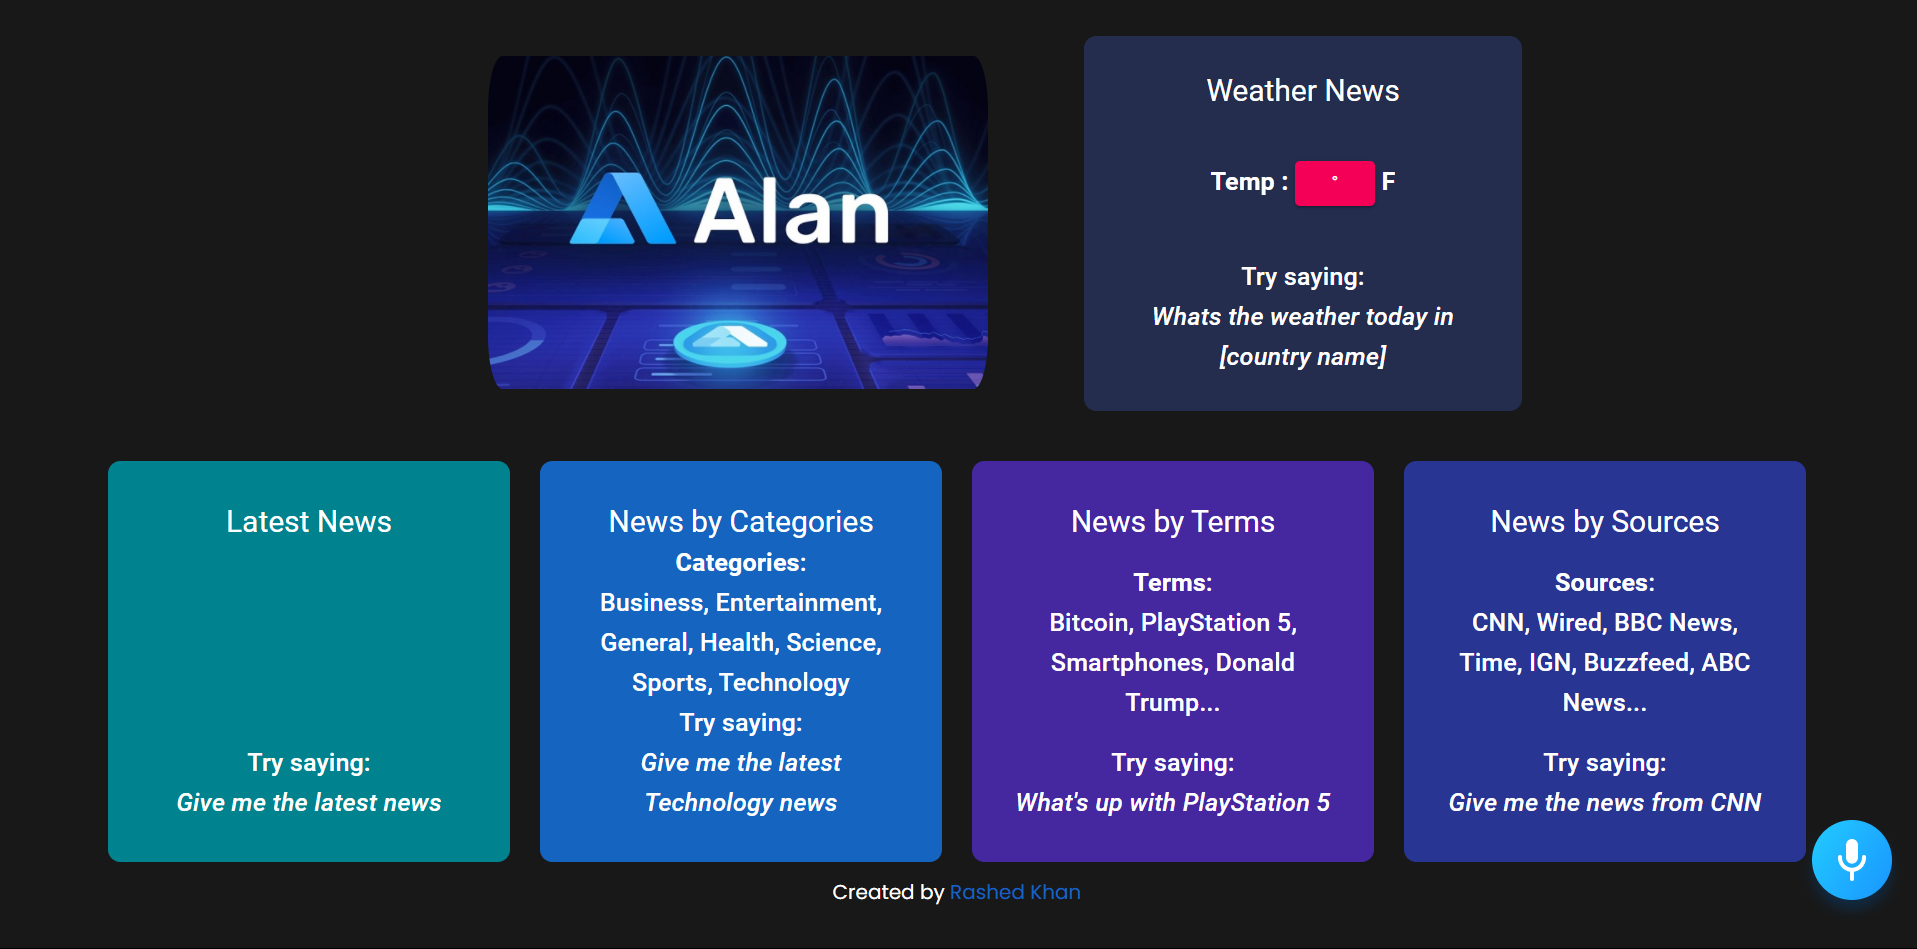 Alan
Weather News
Temp : ° F
Try saying:
Whats the weather today in
[country name]
Latest News
Try saying:
Give me the latest news
News by Categories
Categories:
Business, Entertainment,
General, Health, Science,
Sports, Technology
Try saying:
Give me the latest
Technology news
News by Terms
Terms:
Bitcoin, PlayStation 5,
Smartphones, Donald
Trump...
Try saying:
What's up with PlayStation 5
News by Sources
Sources:
CNN, Wired, BBC News,
Time, IGN, Buzzfeed, ABC
News...
Try saying:
Give me the news from CNN
Created by Rashed Khan